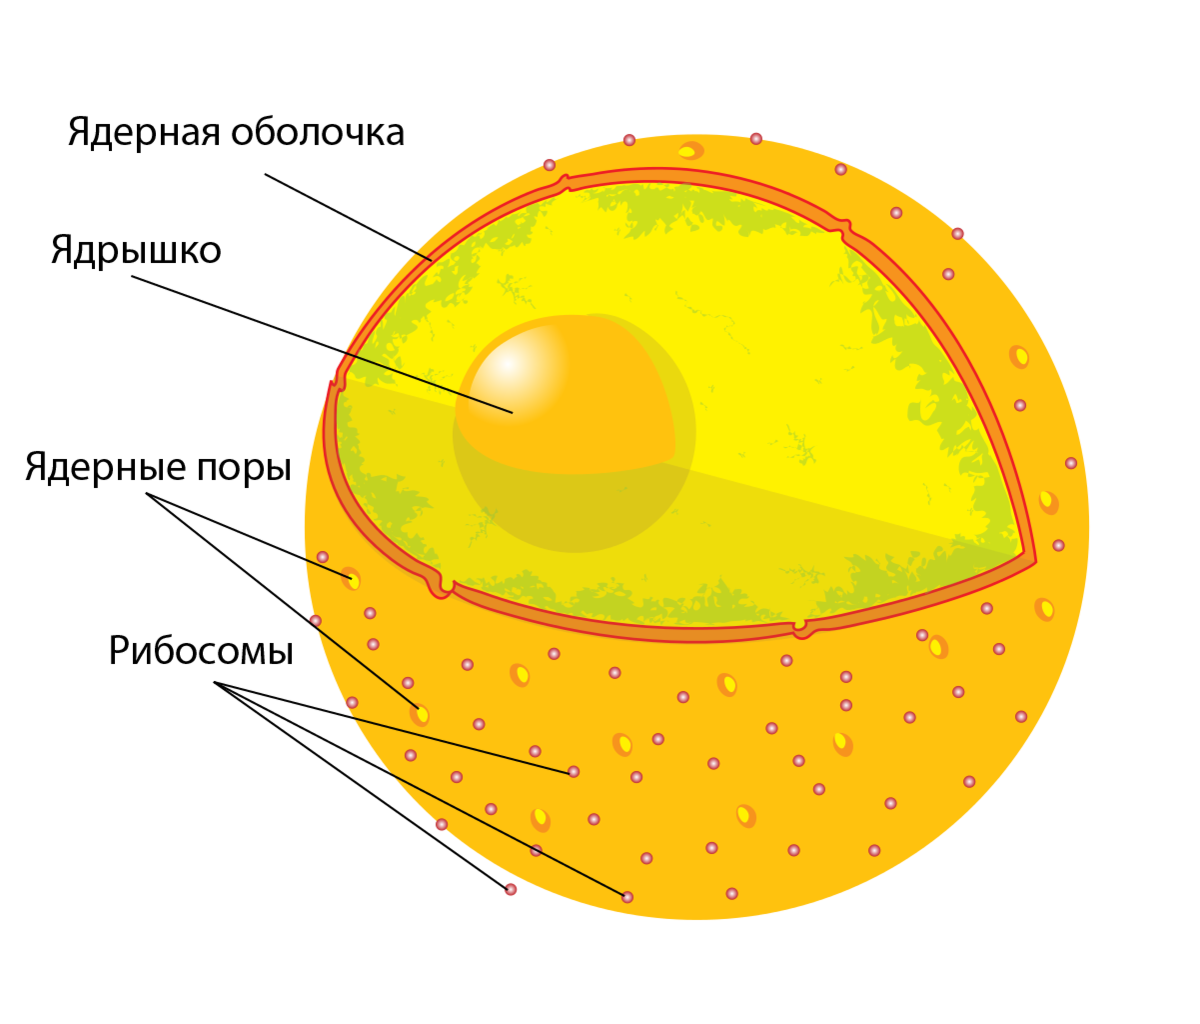 Ядерная оболочка
Ядрышко
Ядерные поры
Рибосомы